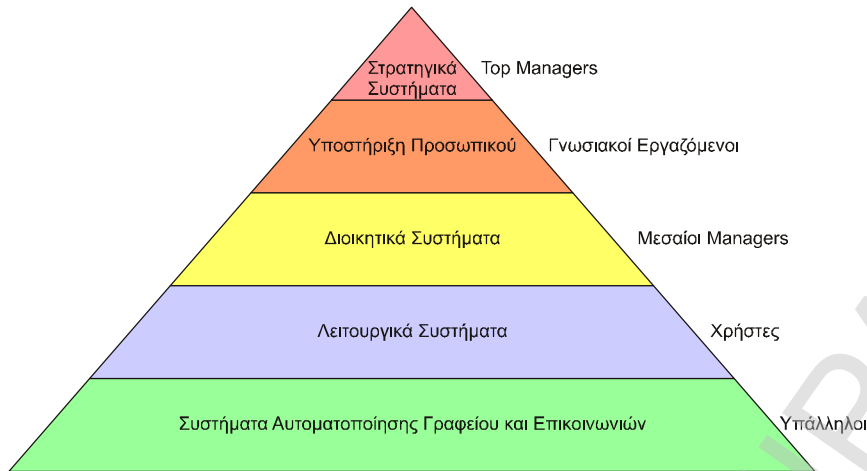 Στρατηγικά
Συστήματα
Top Managers
Υποστήριξη Προσωπικού
Γνωσιακοί Εργαζόμενοι
Διοικητικά Συστήματα
Μεσαίοι Managers
Λειτουργικά Συστήματα
Χρήστες
Συστήματα Αυτοματοποίησης Γραφείου και Επικοινωνιών
Υπάλληλοι